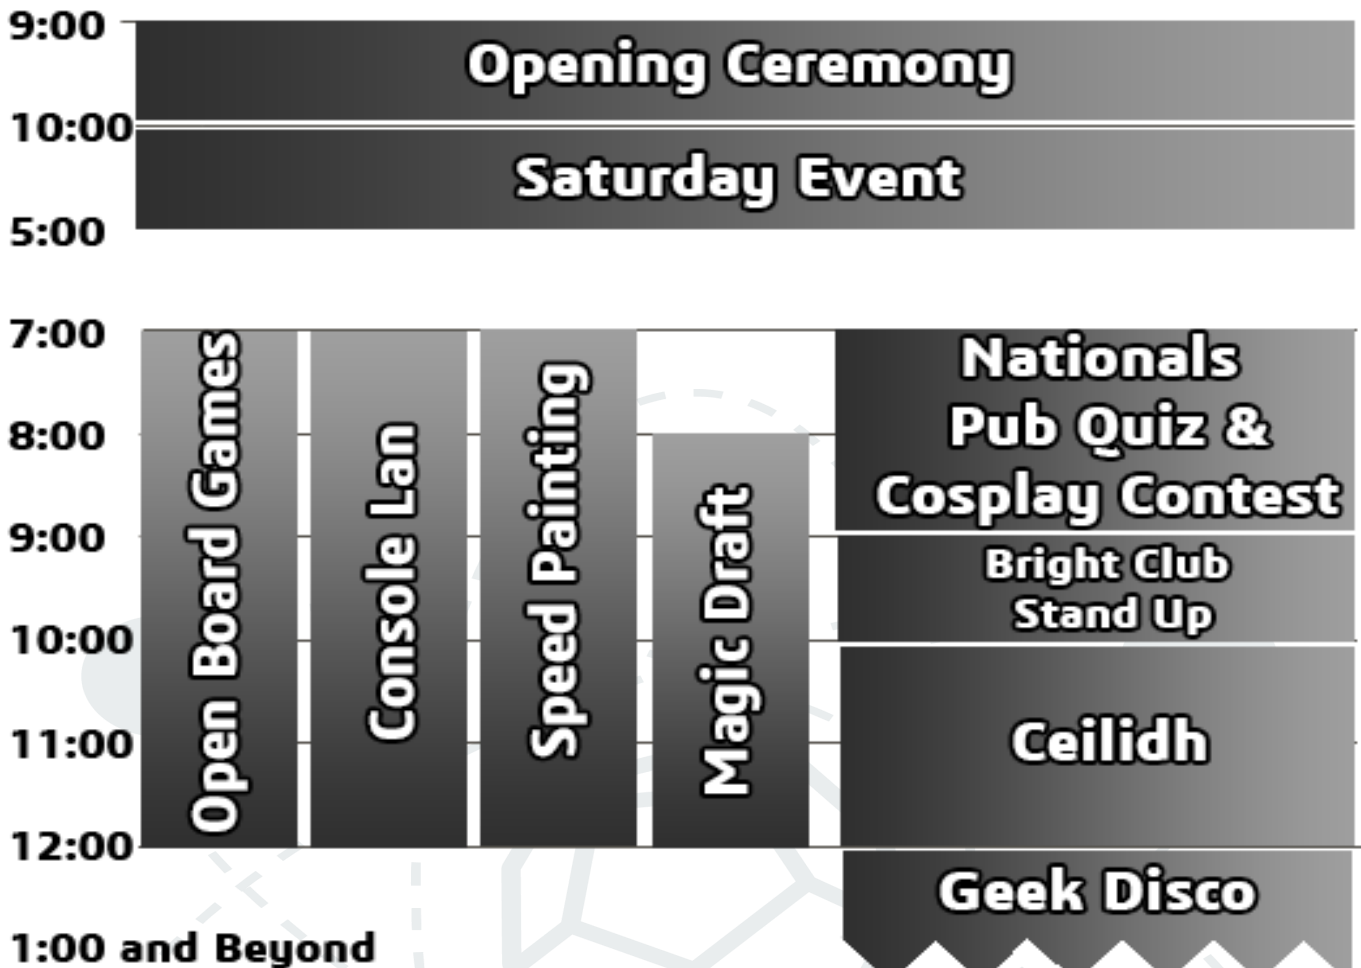 9:00
Opening Ceremony
10:00
Saturday Event
5:00
7:00
8:00
9:00
10:00
11:00
12:00
1:00 and Beyond
Open Board Games
Console Lan
Speed Painting
Magic Draft
Nationals
Pub Quiz &
Cosplay Contest
Bright Club
Stand Up
Ceilidh
Geek Disco